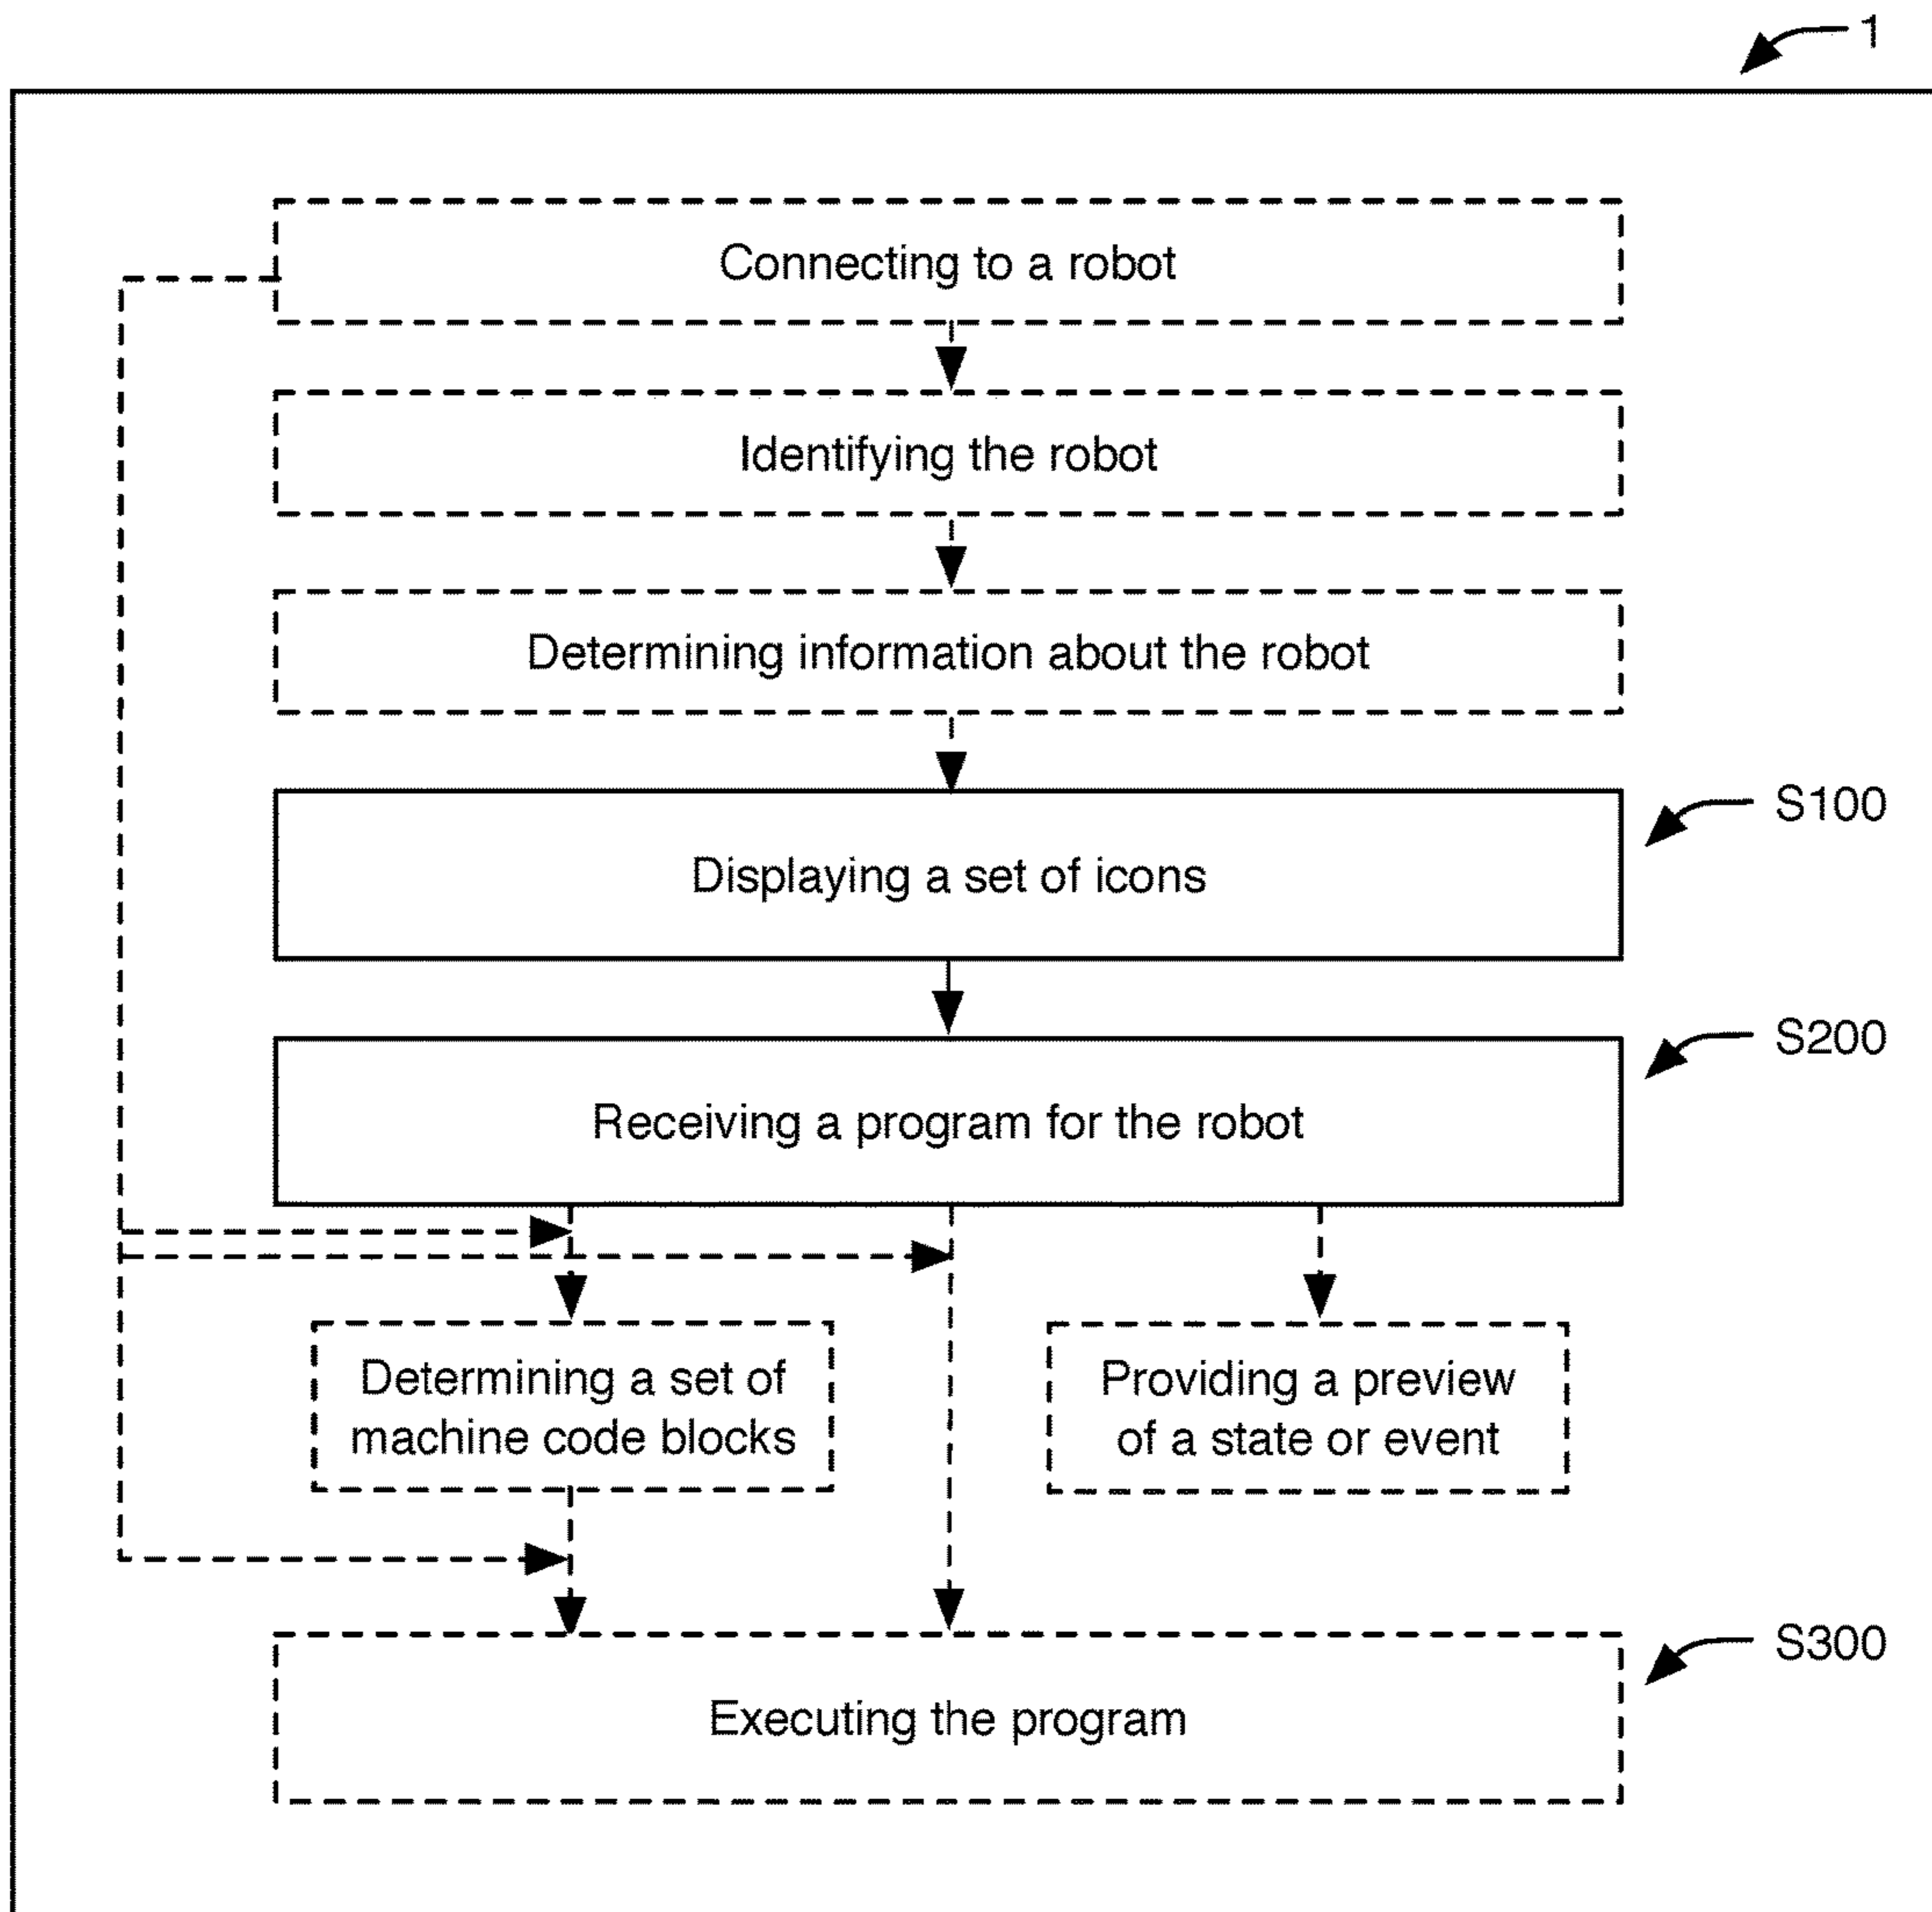 1
Connecting to a robot
Identifying the robot
Determining information about the robot
S100
Displaying a set of icons
S200
Receiving a program for the robot
Determining a set of
machine code blocks
Providing a preview
of a state or event
S300
Executing the program